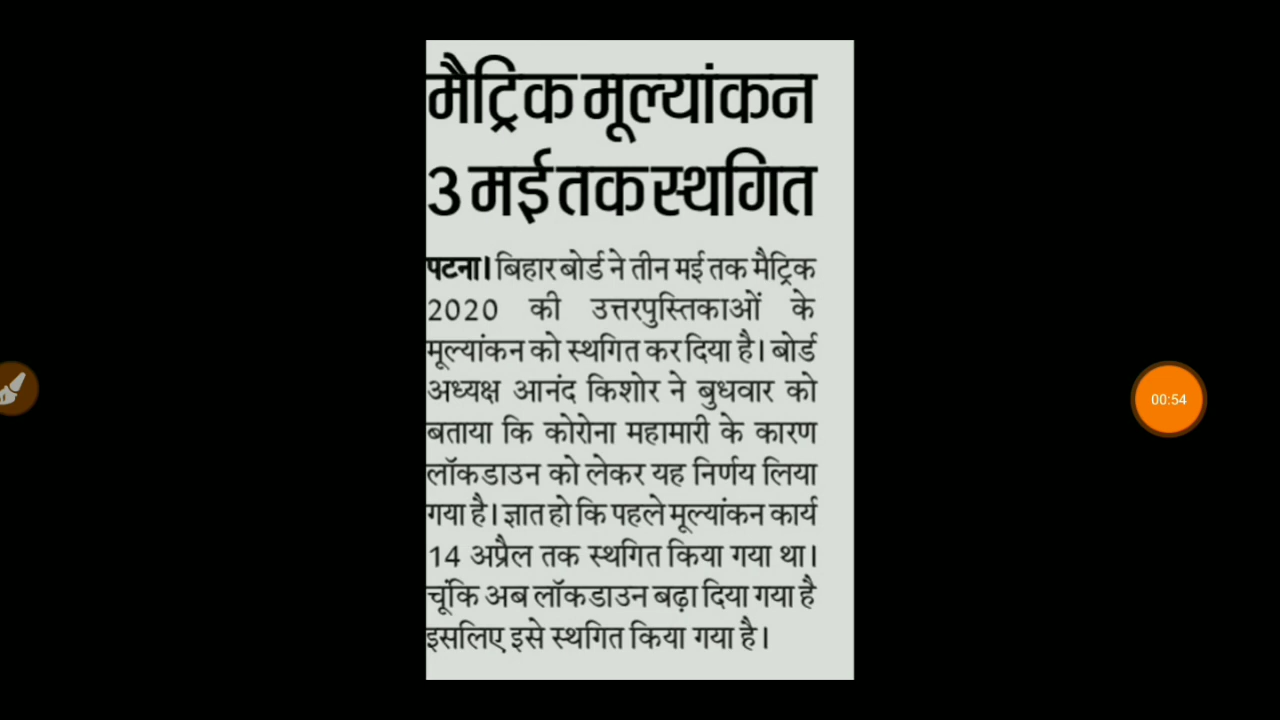 मैट्रिक मूल्यांकन
3 मई तक स्थगित
पटना। बिहार बोर्ड ने तीन मई तक मैट्रिक
2020 की उत्तरपुस्तिकाओं के
मूल्यांकन को स्थगित कर दिया है। बोर्ड
अध्यक्ष आनंद किशोर ने बुधवार को
बताया कि कोरोना महामारी के कारण
लॉकडाउन को लेकर यह निर्णय लिया
गया है। ज्ञात हो कि पहले मूल्यांकन कार्य
14 अप्रैल तक स्थगित किया गया था।
चूंकि अब लॉकडाउन बढ़ा दिया गया है
इसलिए इसे स्थगित किया गया है।
00:54